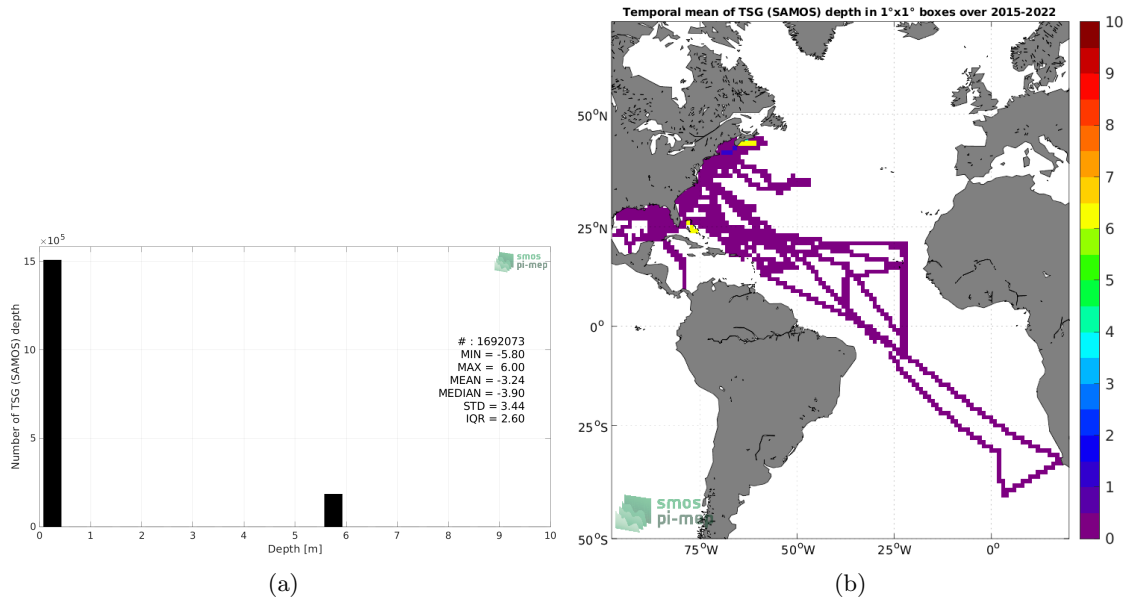 Temporal mean of TSG (SAMOS) depth in 1°x1° boxes over 2015-2022
×10⁵
15
10
5
0
Number of TSG (SAMOS) depth
smos
pi-mep
# : 1692073
MIN = -5.80
MAX = 6.00
MEAN = -3.24
MEDIAN = -3.90
STD = 3.44
IQR = 2.60
0 1 2 3 4 5 6 7 8 9 10
Depth [m]
(a)
50°N
25°N
0°
25°S
50°S
75°W 50°W 25°W 0°
smos
pi-mep
10
9
8
7
6
5
4
3
2
1
0
(b)